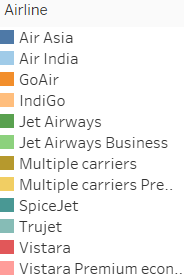 Airline
Air Asia
Air India
GoAir
IndiGo
Jet Airways
Jet Airways Business
Multiple carriers
Multiple carriers Pre..
SpiceJet
Trujet
Vistara
Vistara Premium econ..